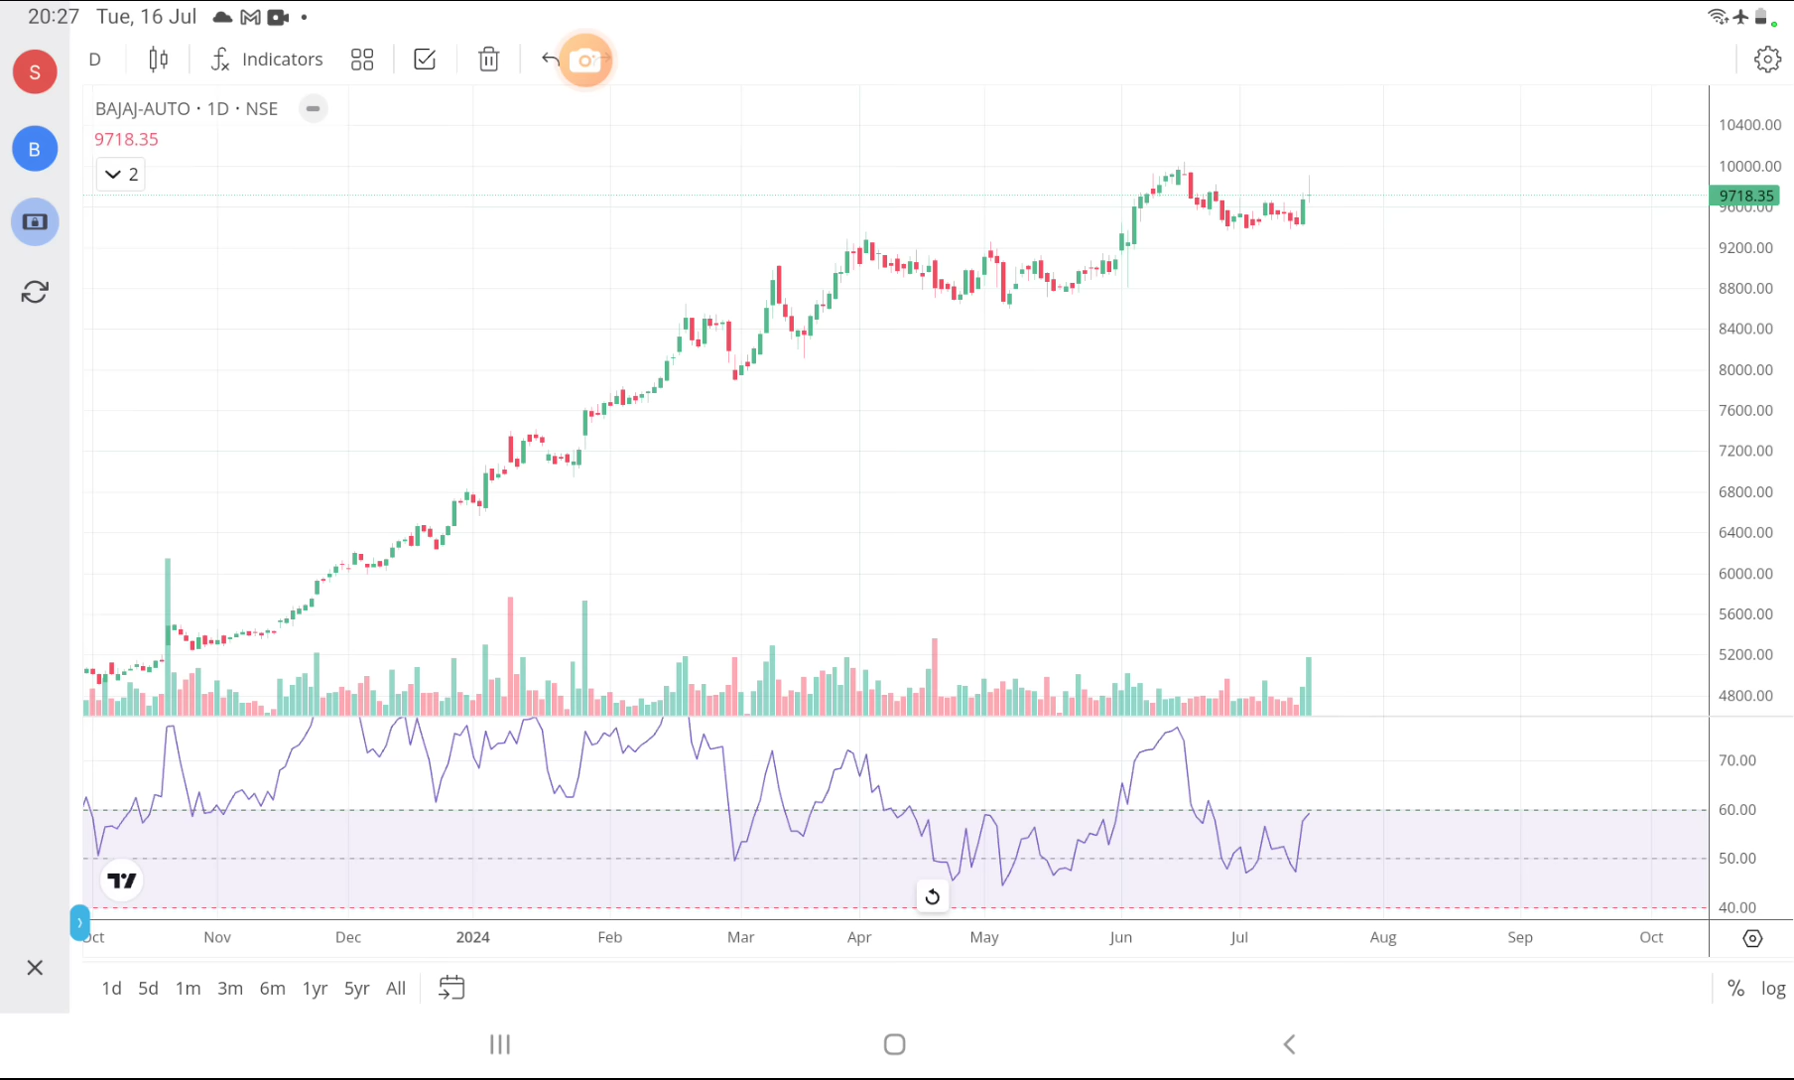 20:27 Tue, 16 Jul
S
D
Indicators
BAJAJ-AUTO · 1D · NSE
9718.35
2
B
10400.00
10000.00
9718.35
9600.00
9200.00
8800.00
8400.00
8000.00
7600.00
7200.00
6800.00
6400.00
6000.00
5600.00
5200.00
4800.00
70.00
60.00
50.00
40.00
Oct Nov Dec 2024 Feb Mar Apr May Jun Jul Aug Sep Oct
1d 5d 1m 3m 6m 1yr 5yr All
% log